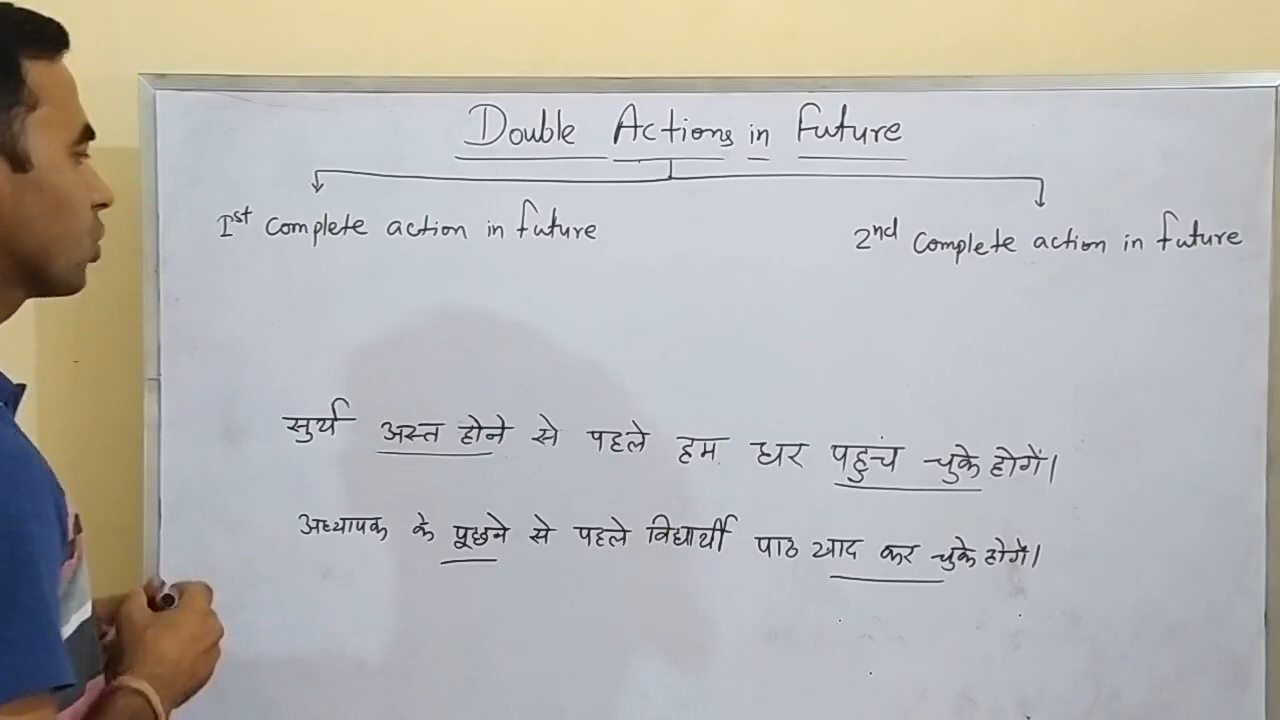 Double Actions in future
1st Complete action in future
2nd Complete action in future
सुर्य अस्त होने से पहले हम घर पहुचं चुके होगें।
अध्यापक के पूछने से पहले विद्यार्थी पाठ याद कर चुके होगें।